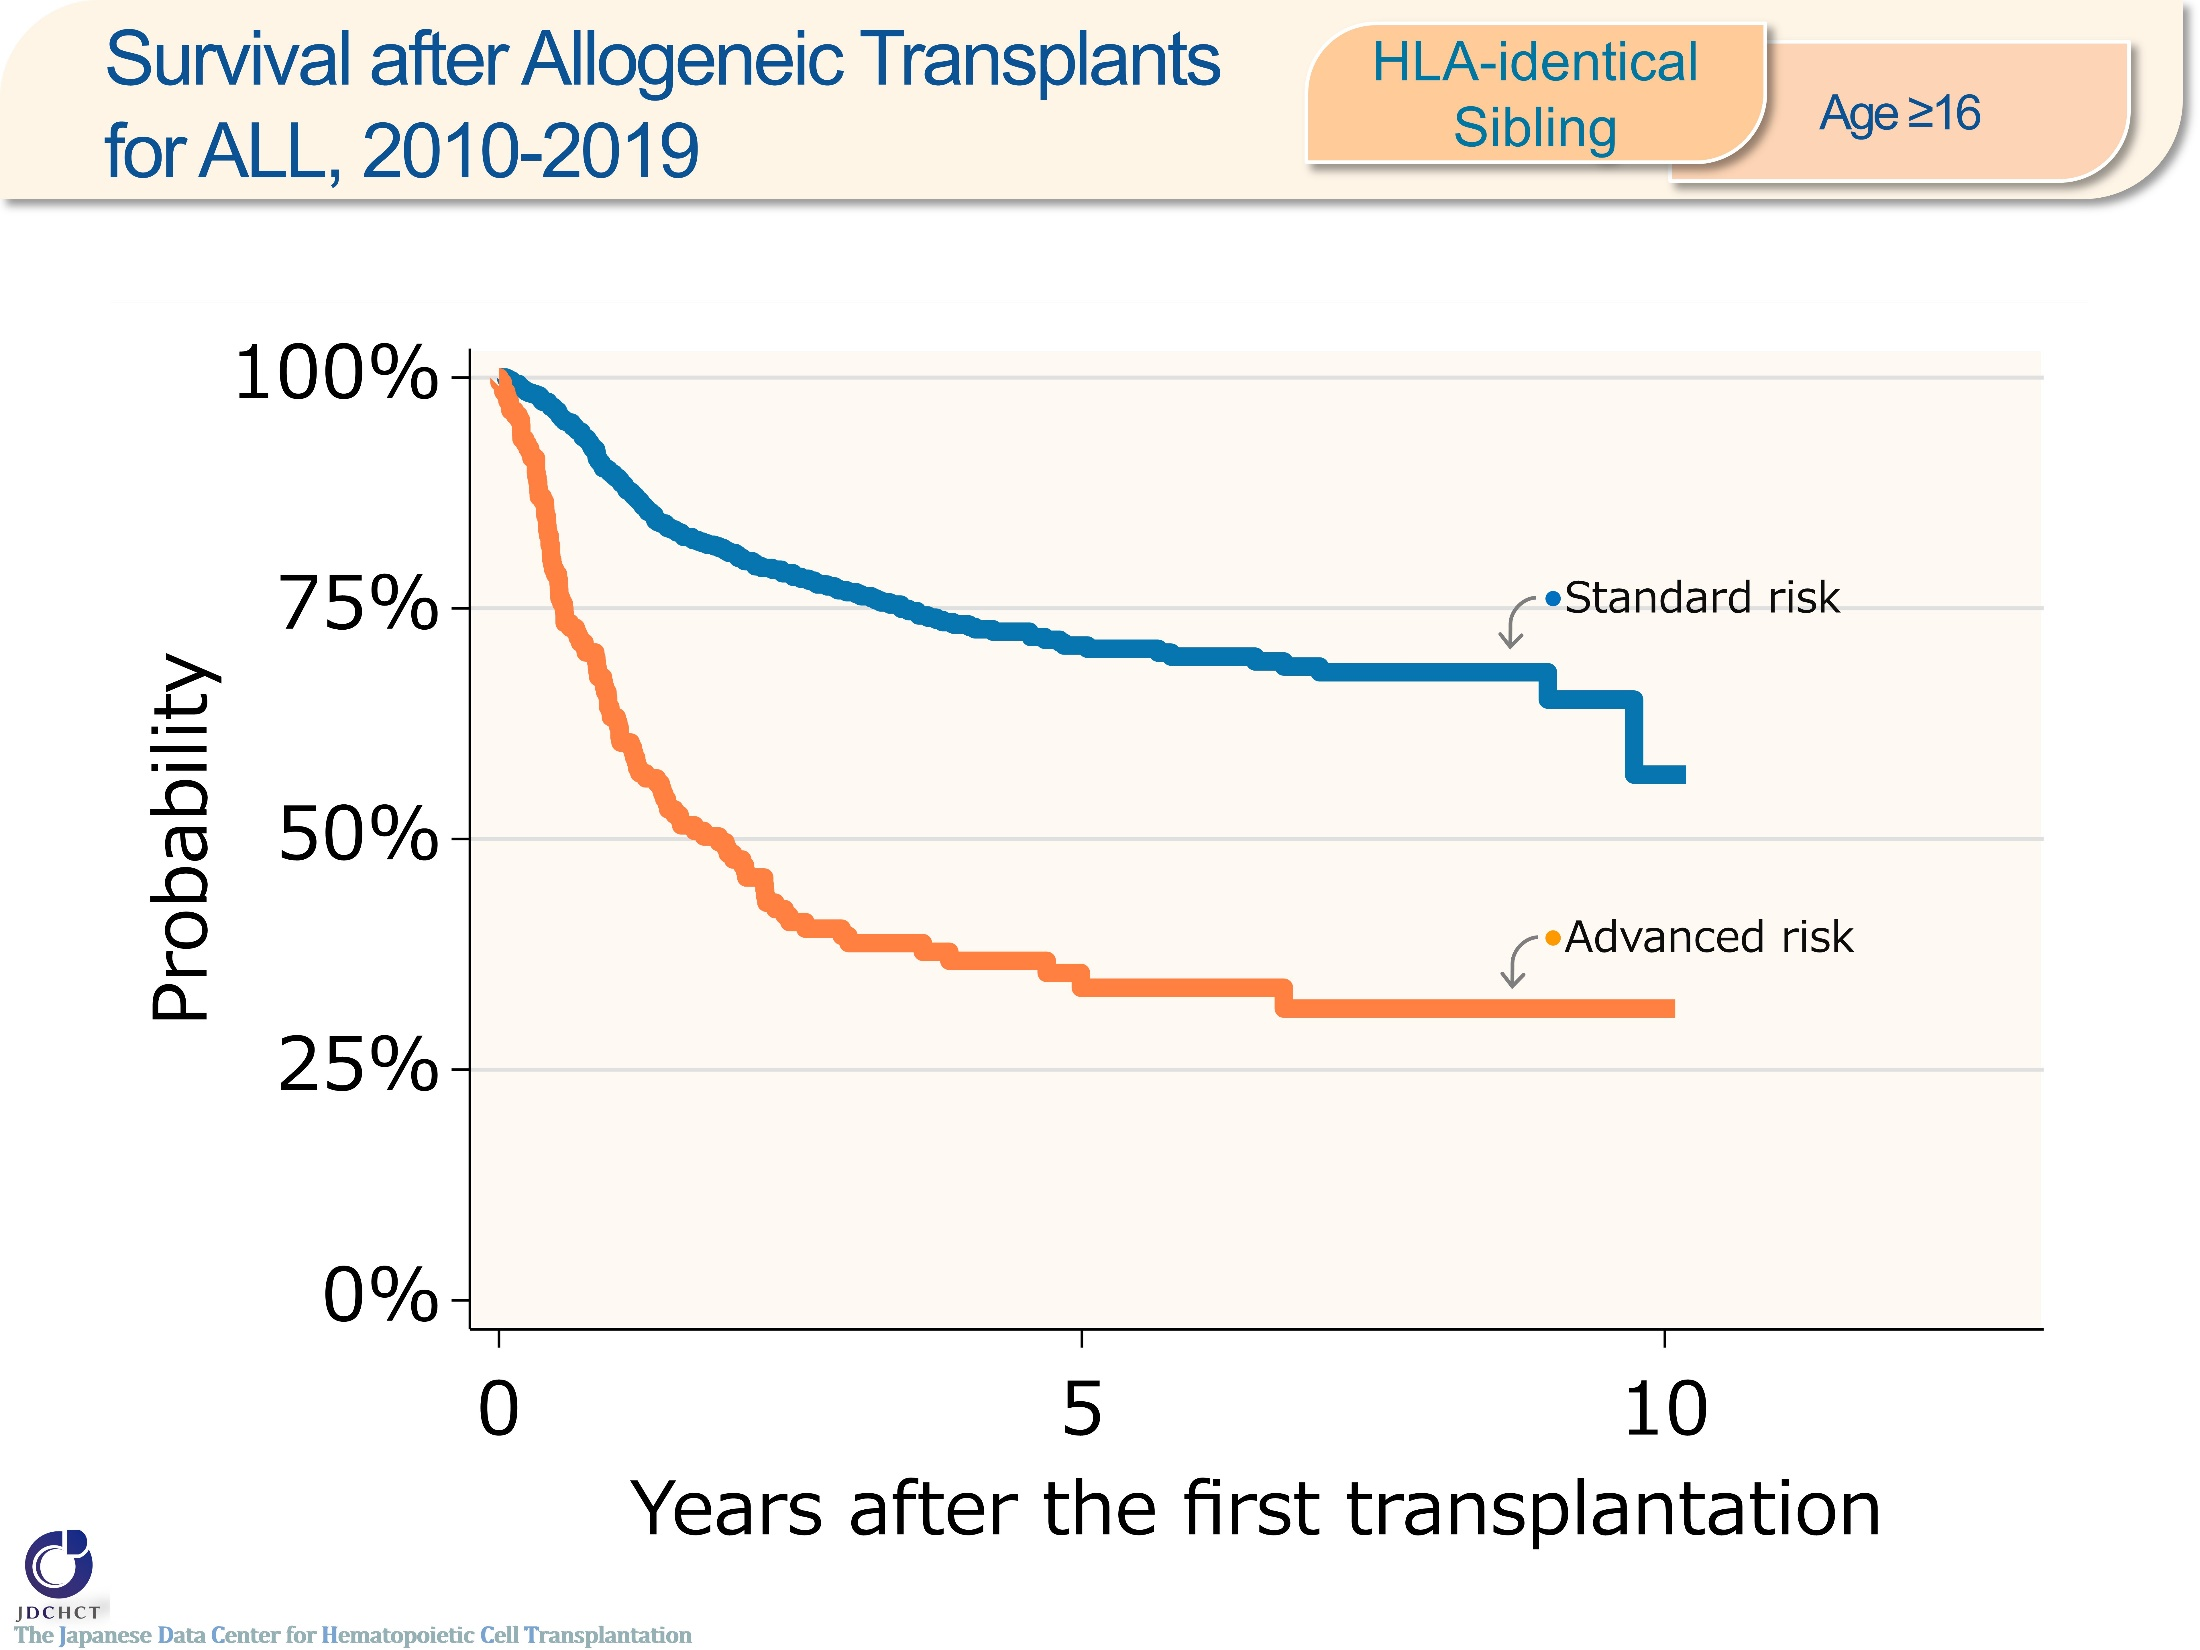 Survival after Allogeneic Transplants
for ALL, 2010-2019
HLA-identical
Sibling
Age ≥16
100%
75%
50%
25%
0%
Probability
Standard risk
Advanced risk
0 5 10
Years after the first transplantation
JDCHCT
The Japanese Data Center for Hematopoietic Cell Transplantation